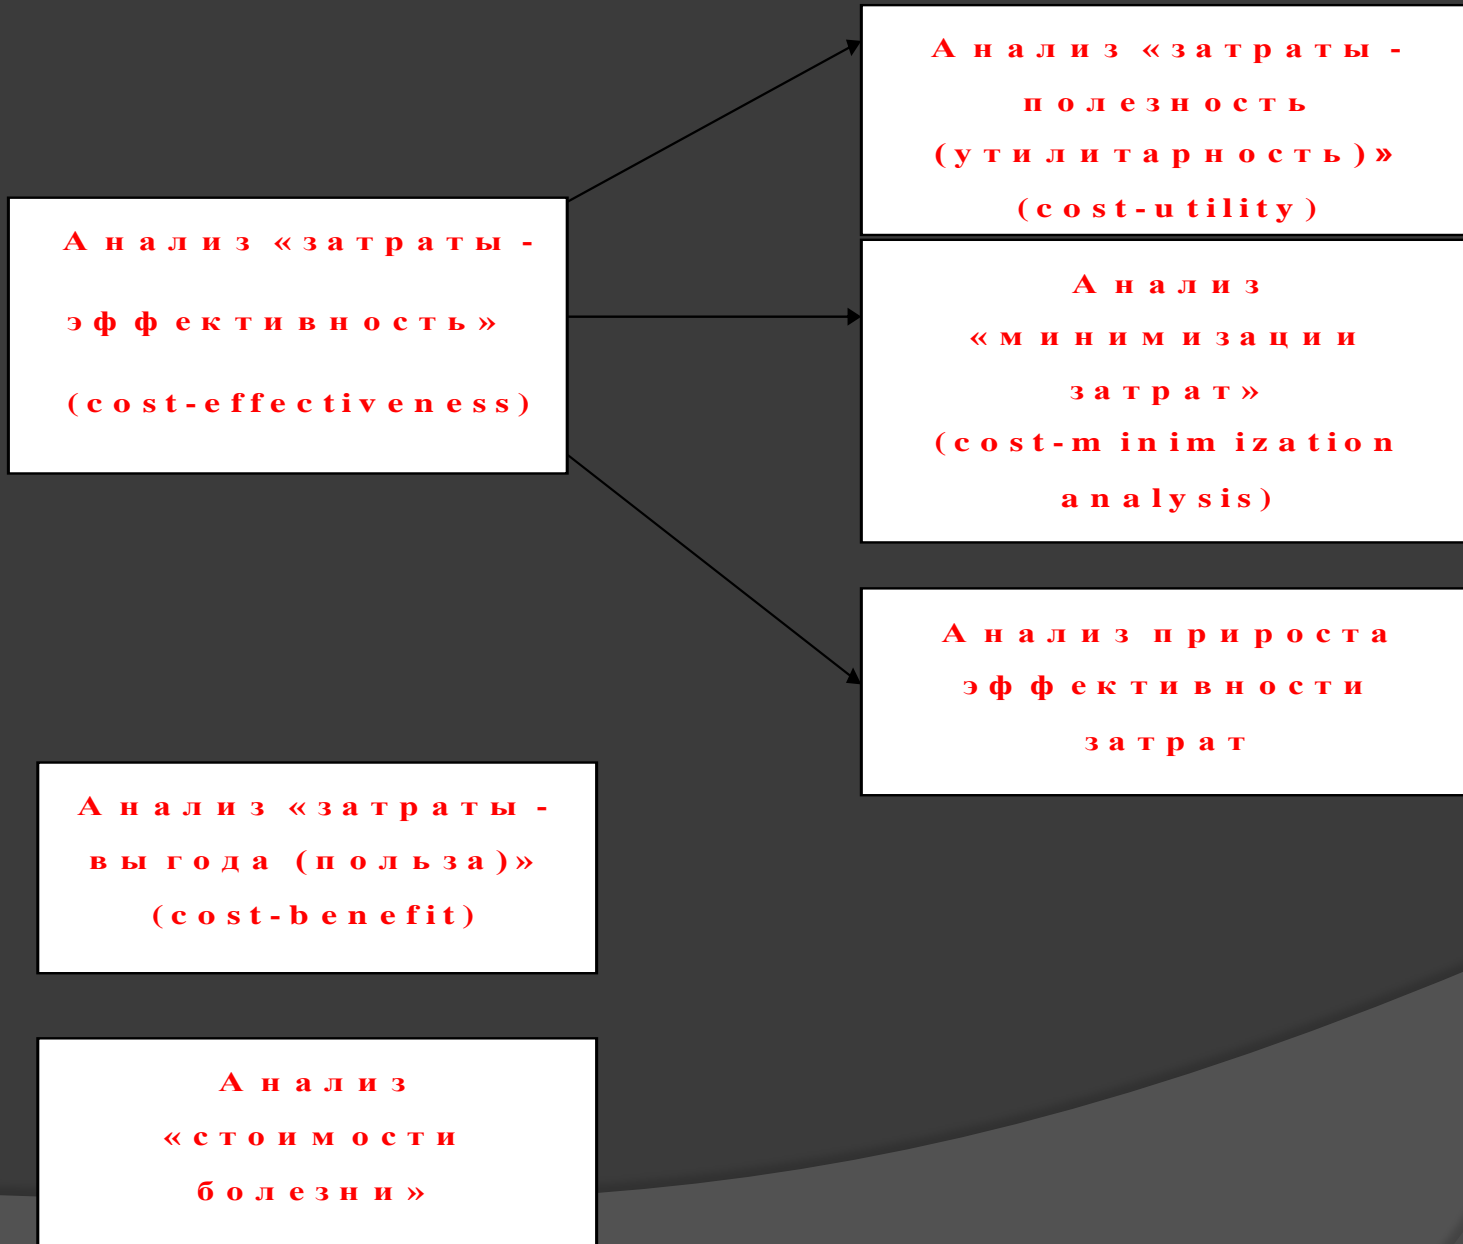 Анализ «затраты -
эффективность»
(cost-effectiveness)
Анализ «затраты -
полезность
(утилитарность)»
(cost-utility)
Анализ
«минимизации
затрат»
(cost-minimization
analysis)
Анализ прироста
эффективности
затрат
Анализ «затраты -
выгода (польза)»
(cost-benefit)
Анализ
«стоимости
болезни»